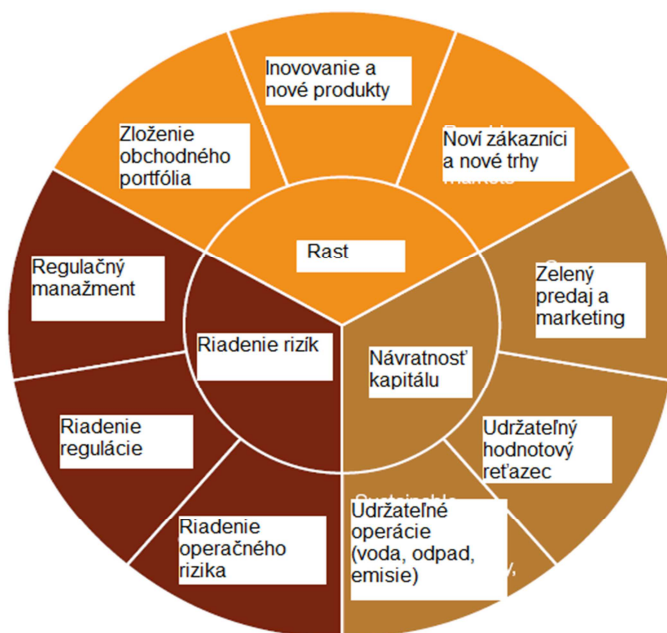 Inovovanie a
nové produkty
Zloženie
obchodného
portfólia
Noví zákazníci
a nové trhy
Rast
Regulačný
manažment
Zelený
predaj a
marketing
Riadenie rizík
Návratnosť
kapitálu
Riadenie
regulácie
Udržateľný
hodnotový
reťazec
Riadenie
operačného
rizika
Udržateľné
operácie
(voda, odpad,
emisie)